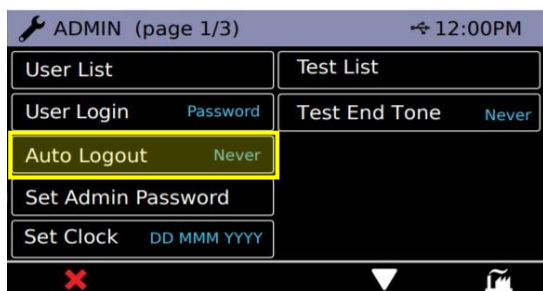 ADMIN (page 1/3) 12:00PM
User List
User Login Password
Auto Logout Never
Set Admin Password
Set Clock DD MMM YYYY
Test List
Test End Tone Never